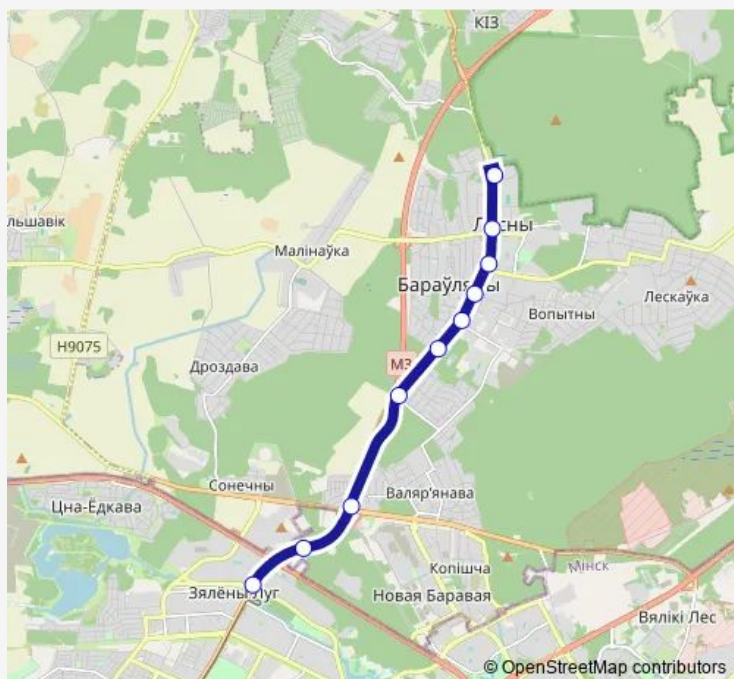 КІЗ
льшавік
Малінаўка
Лясны
Бараўляны
Лескаўка
Вопытны
Н9075
М3
Дроздава
Сонечны
Валяр'янава
Цна-Ёдкава
Копішча
Мінск
Зялёны Луг
Новая Баравая
Вялікі Лес
© OpenStreetMap contributors